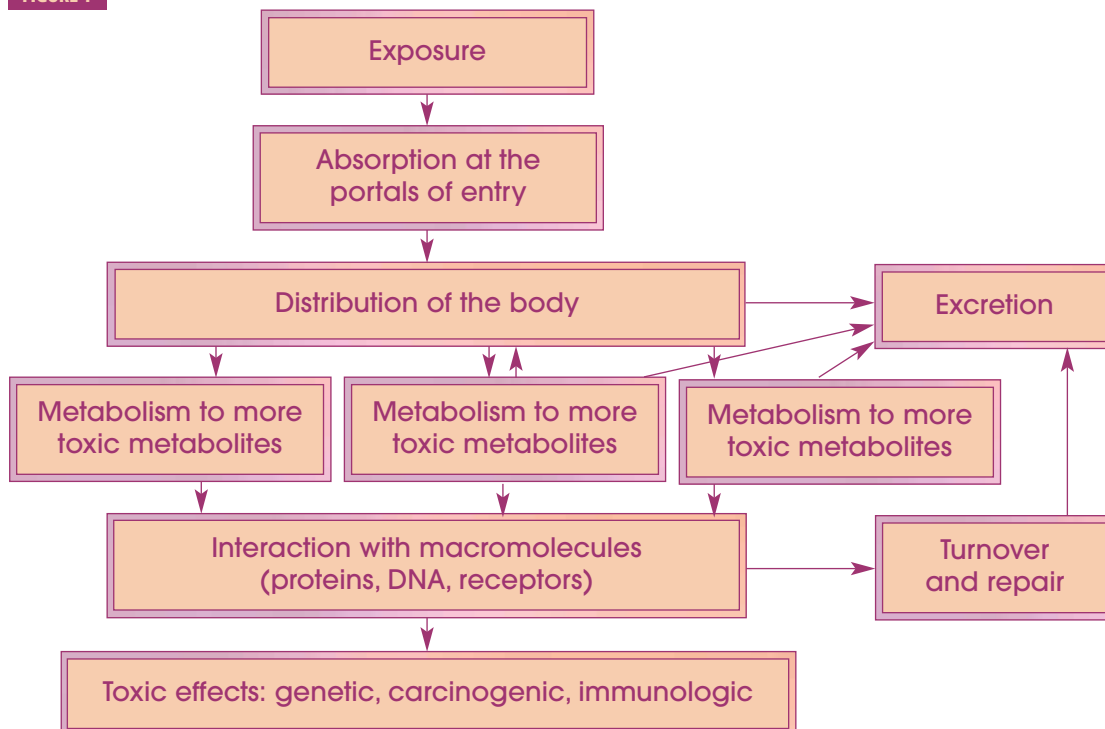 Exposure
Absorption at the
portals of entry
Distribution of the body
Excretion
Metabolism to more
toxic metabolites
Metabolism to more
toxic metabolites
Metabolism to more
toxic metabolites
Interaction with macromolecules
(proteins, DNA, receptors)
Turnover
and repair
Toxic effects: genetic, carcinogenic, immunologic